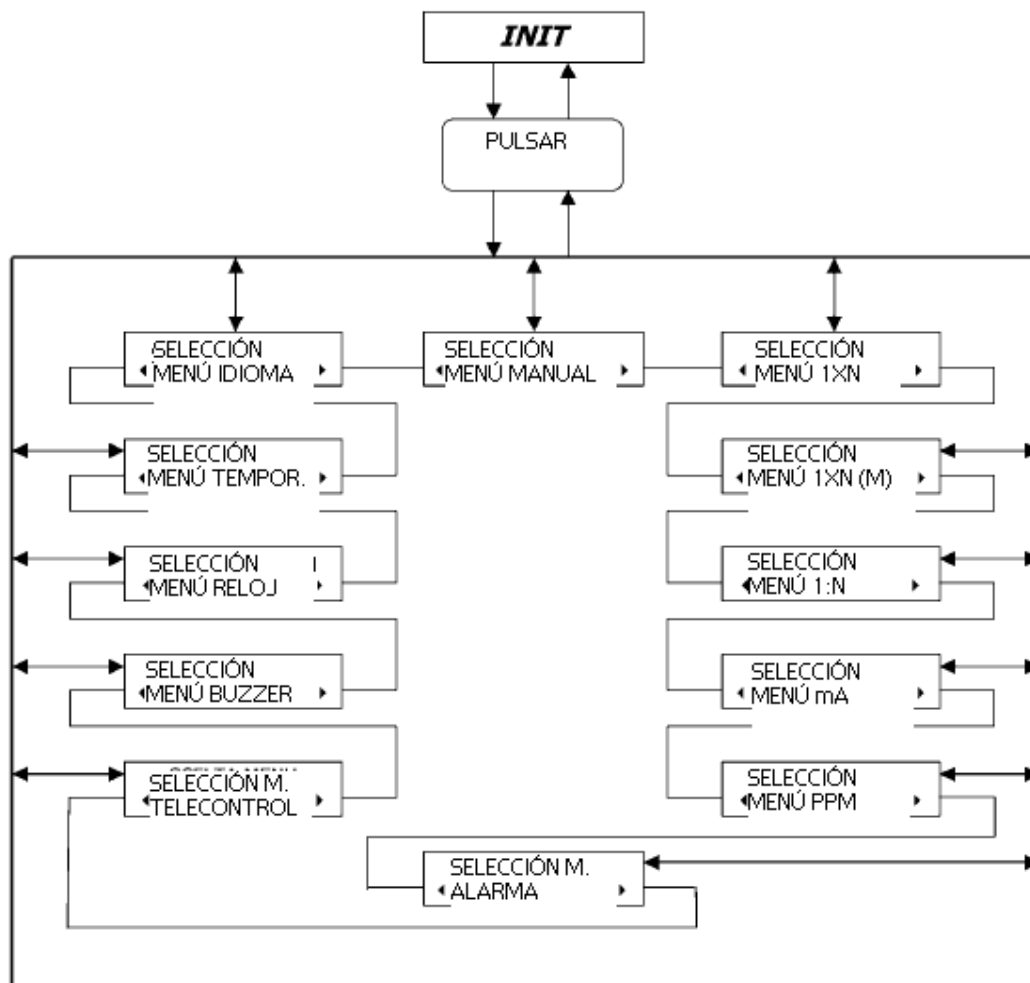 INIT
PULSAR
SELECCIÓN
MENÚ IDIOMA
SELECCIÓN
MENÚ MANUAL
SELECCIÓN
MENÚ 1XN
SELECCIÓN
MENÚ TEMPOR.
SELECCIÓN
MENÚ 1XN (M)
SELECCIÓN
MENÚ RELOJ
SELECCIÓN
MENÚ 1:N
SELECCIÓN
MENÚ BUZZER
SELECCIÓN
MENÚ mA
SELECCIÓN M.
TELECONTROL
SELECCIÓN
MENÚ PPM
SELECCIÓN M.
ALARMA